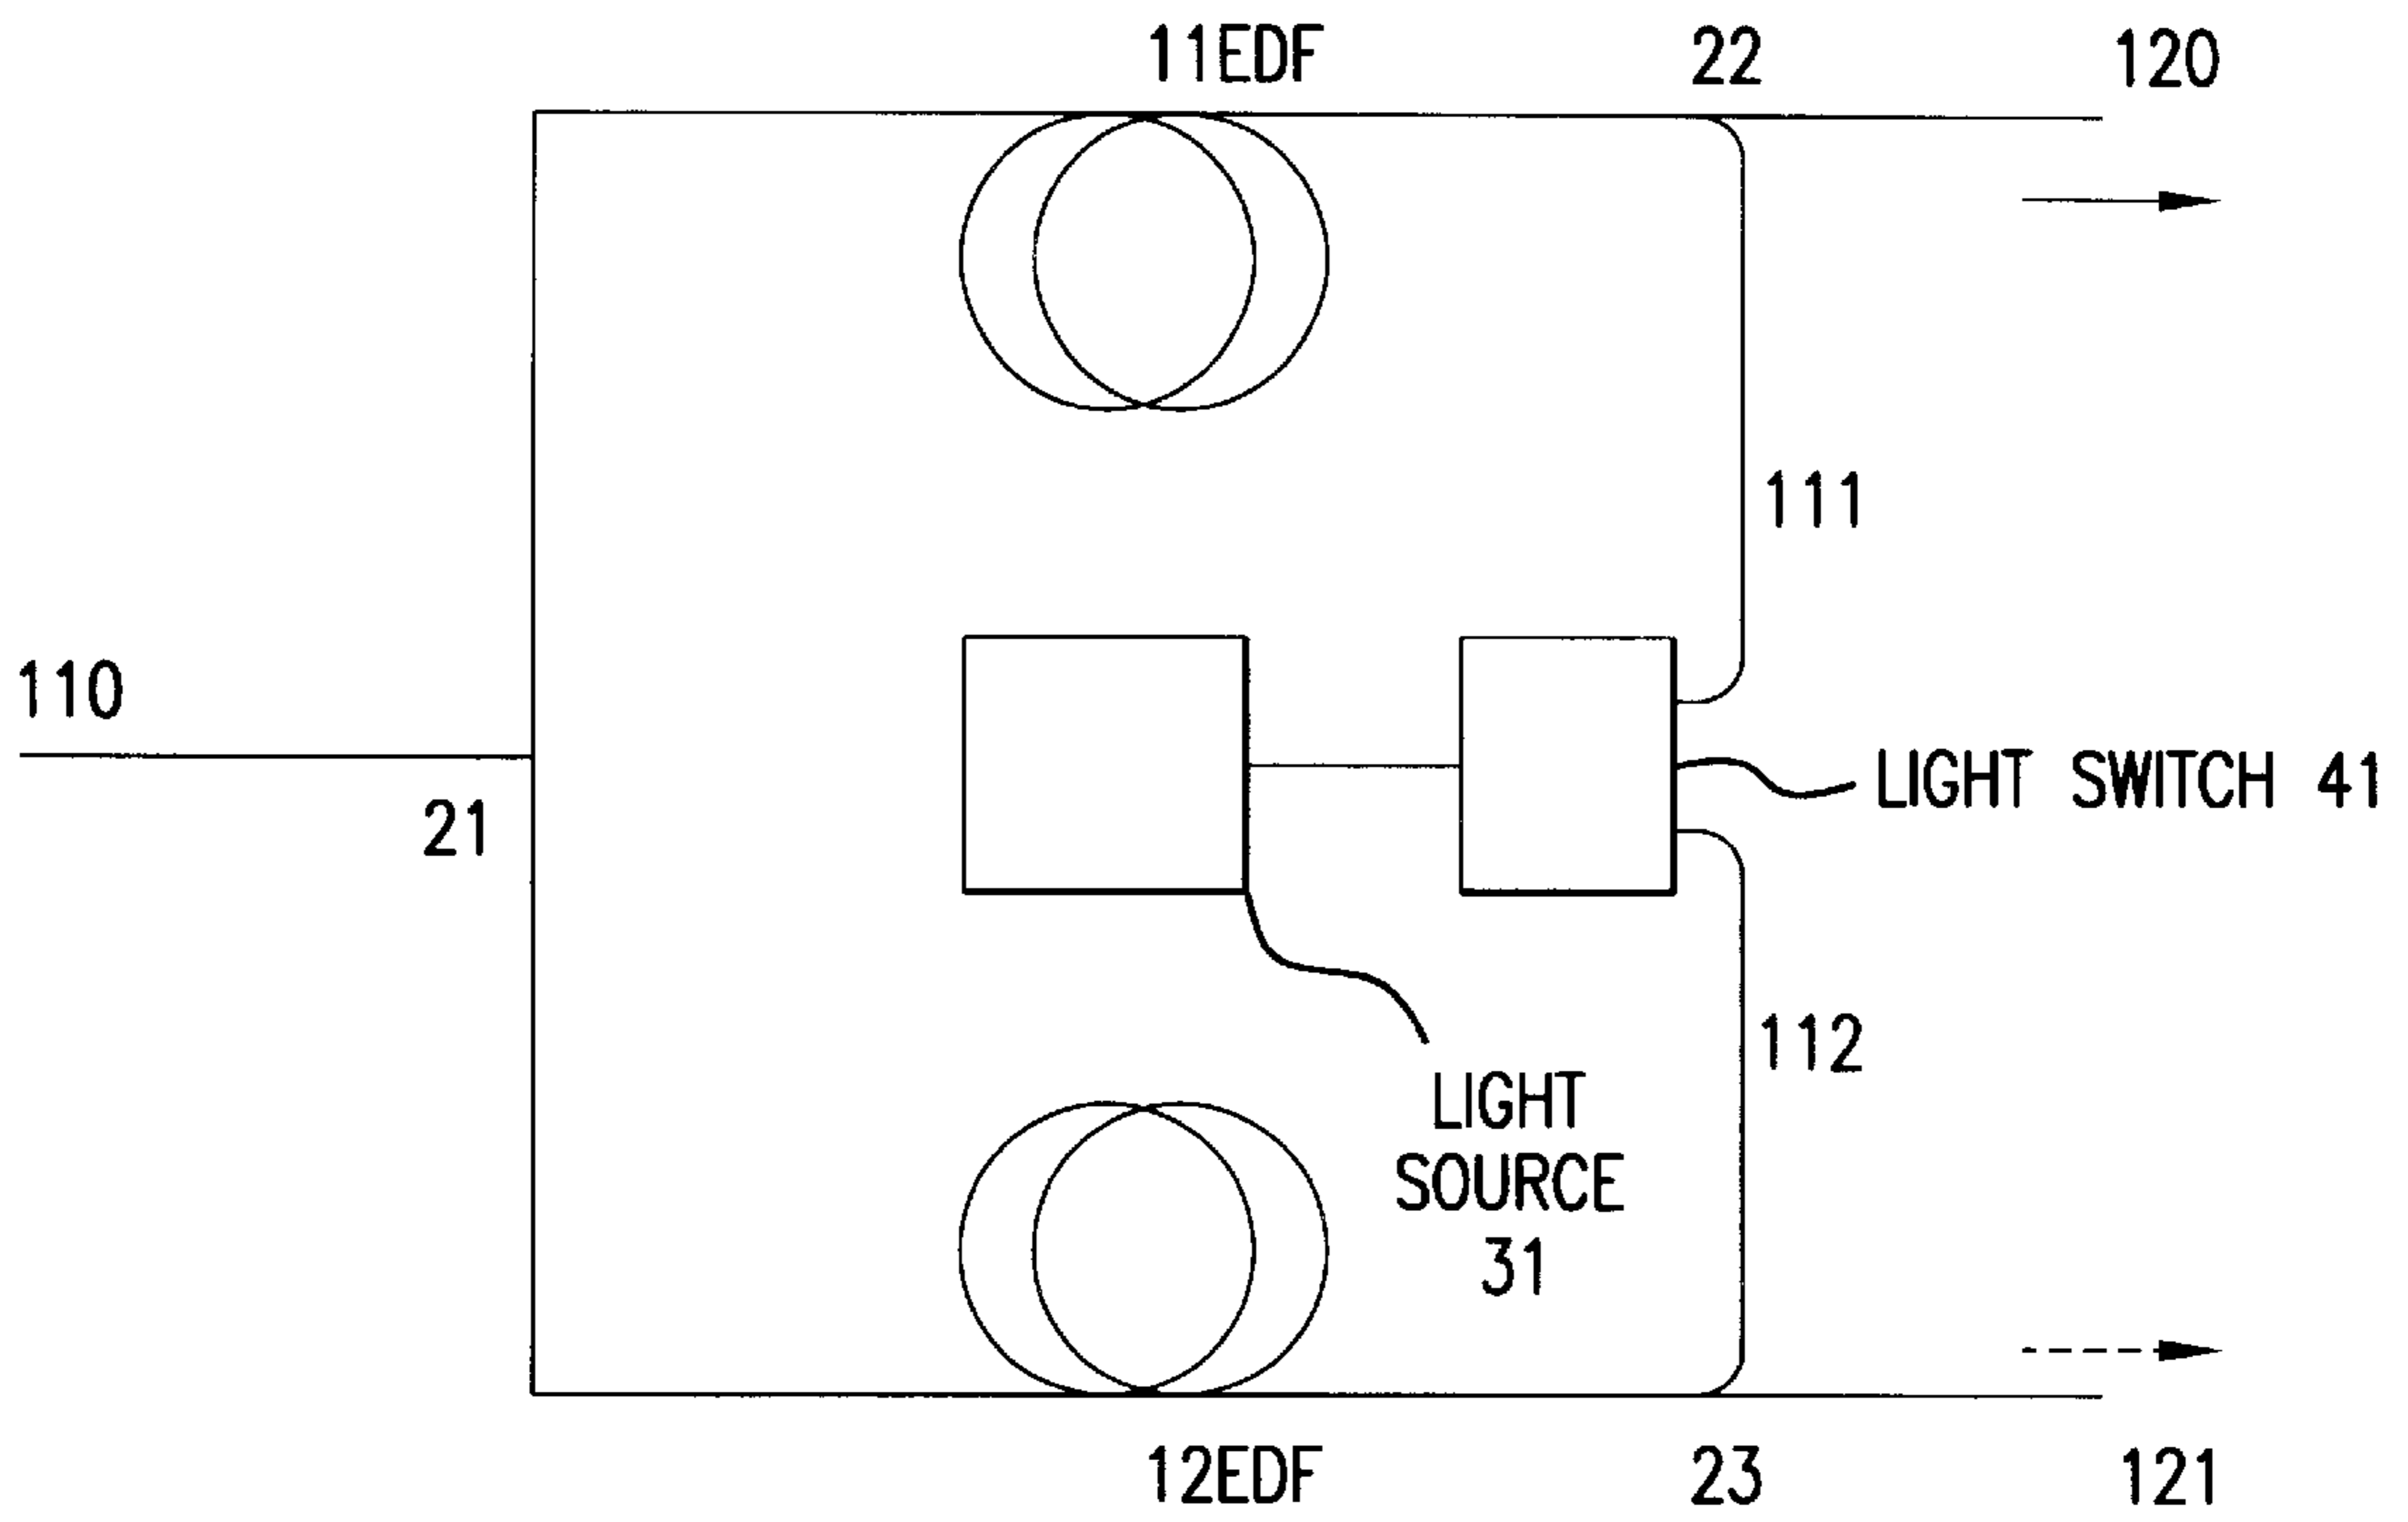 11EDF
22
120
111
110
LIGHT SWITCH 41
21
112
LIGHT
SOURCE
31
12EDF
23
121